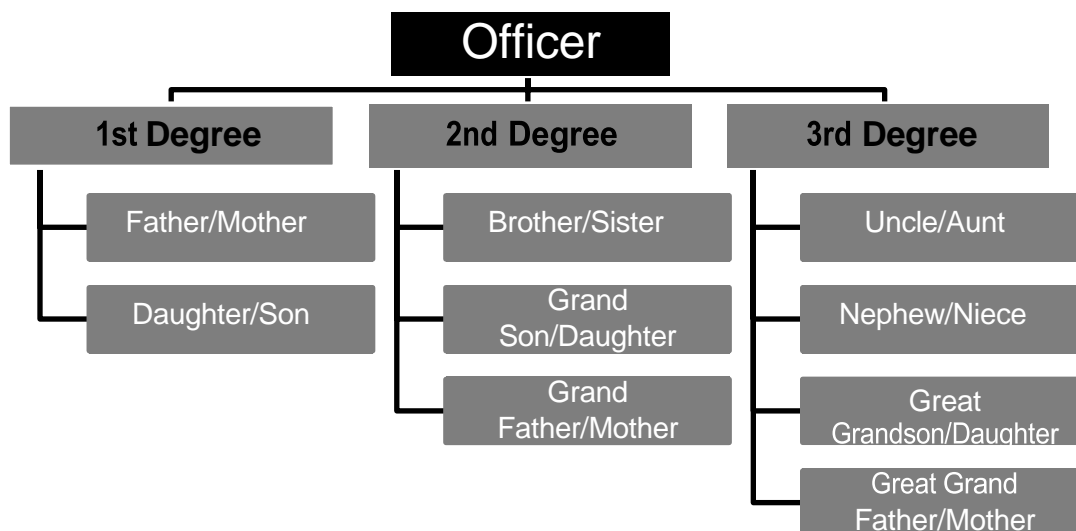 Officer
1st Degree
2nd Degree
3rd Degree
Father/Mother
Brother/Sister
Uncle/Aunt
Daughter/Son
Grand
Son/Daughter
Nephew/Niece
Grand
Father/Mother
Great
Grandson/Daughter
Great Grand
Father/Mother